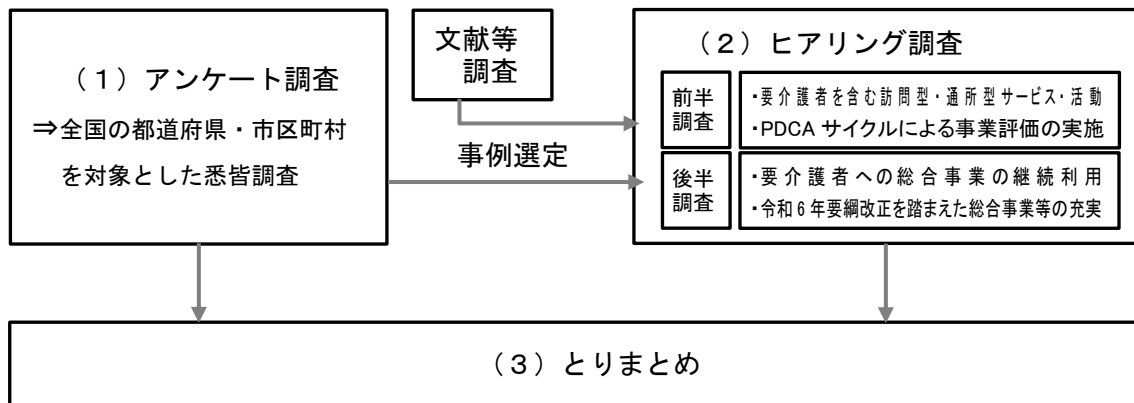 （１）アンケート調査
⇒全国の都道府県・市区町村
を対象とした悉皆調査
文献等
調査
事例選定
（２）ヒアリング調査
前半
調査
・要介護者を含む訪問型・通所型サービス・活動
・PDCA サイクルによる事業評価の実施
後半
調査
・要介護者への総合事業の継続利用
・令和６年要綱改正を踏まえた総合事業等の充実
（３）とりまとめ